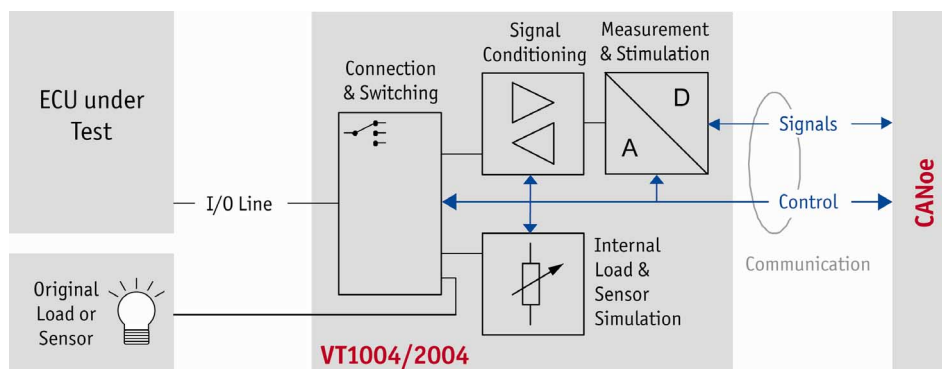 ECU under
Test
I/O Line
Original
Load or
Sensor
Connection
& Switching
Signal
Conditioning
Measurement
& Stimulation
D
A
Internal
Load &
Sensor
Simulation
VT1004/2004
Signals
Control
Communication
CANoe